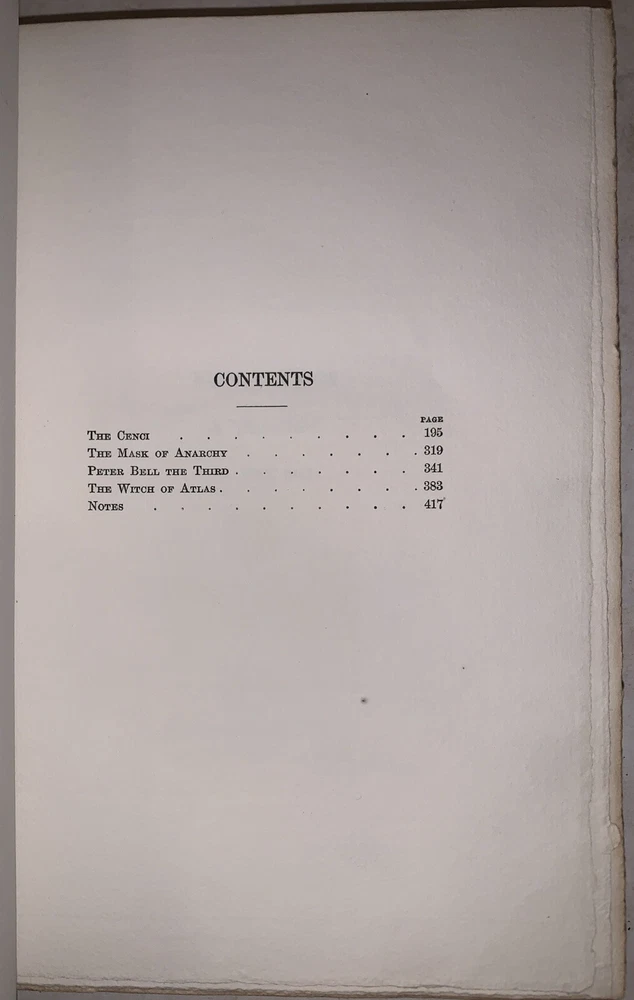 CONTENTS
PAGE
The Cenci . . . . . . . . . 195
The Mask of Anarchy . . . . . . . 319
Peter Bell the Third . . . . . . . 341
The Witch of Atlas . . . . . . . . 383
Notes . . . . . . . . . . 417